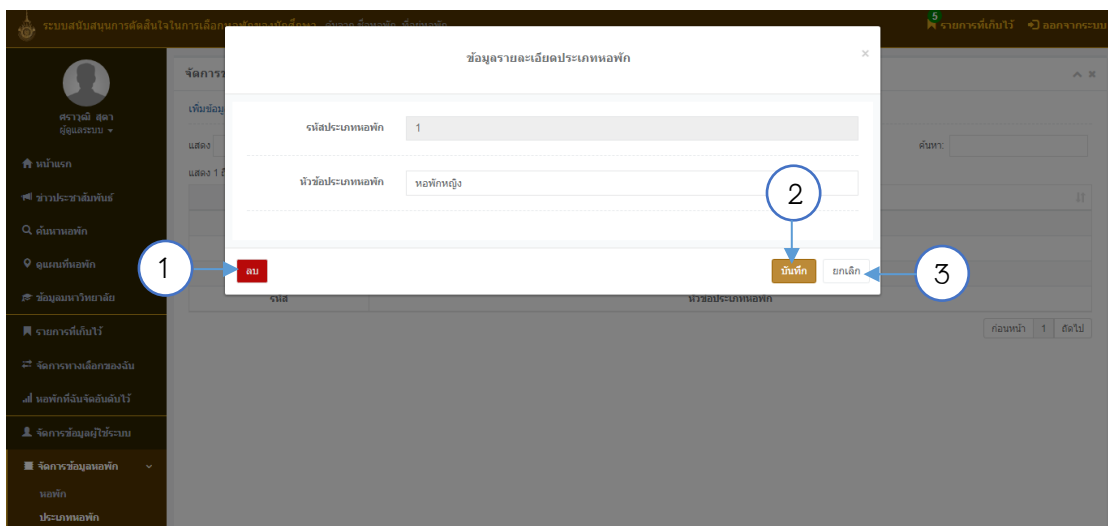 ระบบสนับสนุนการตัดสินใจในการเลือกหอพักของนักศึกษา
5
รายการที่เก็บไว้
ออกจากระบบ
ศราวุฒิ สุดา
ผู้ดูแลระบบ
หน้าแรก
ข่าวประชาสัมพันธ์
ค้นหาหอพัก
ดูแผนที่หอพัก
ข้อมูลมหาวิทยาลัย
รายการที่เก็บไว้
จัดการทางเลือกของฉัน
หอพักที่ฉันจัดอันดับไว้
จัดการข้อมูลผู้ใช้ระบบ
จัดการข้อมูลหอพัก
หอพัก
ประเภทหอพัก
จัดการข
เพิ่มข้อมู
แสดง
ค้นหา:
แสดง 1 ถึ
ข้อมูลรายละเอียดประเภทหอพัก
×
รหัสประเภทหอพัก 1
หัวข้อประเภทหอพัก หอพักหญิง
2
1
ลบ
บันทึก
ยกเลิก
3
รหัส
หัวข้อประเภทหอพัก
ก่อนหน้า 1 ถัดไป